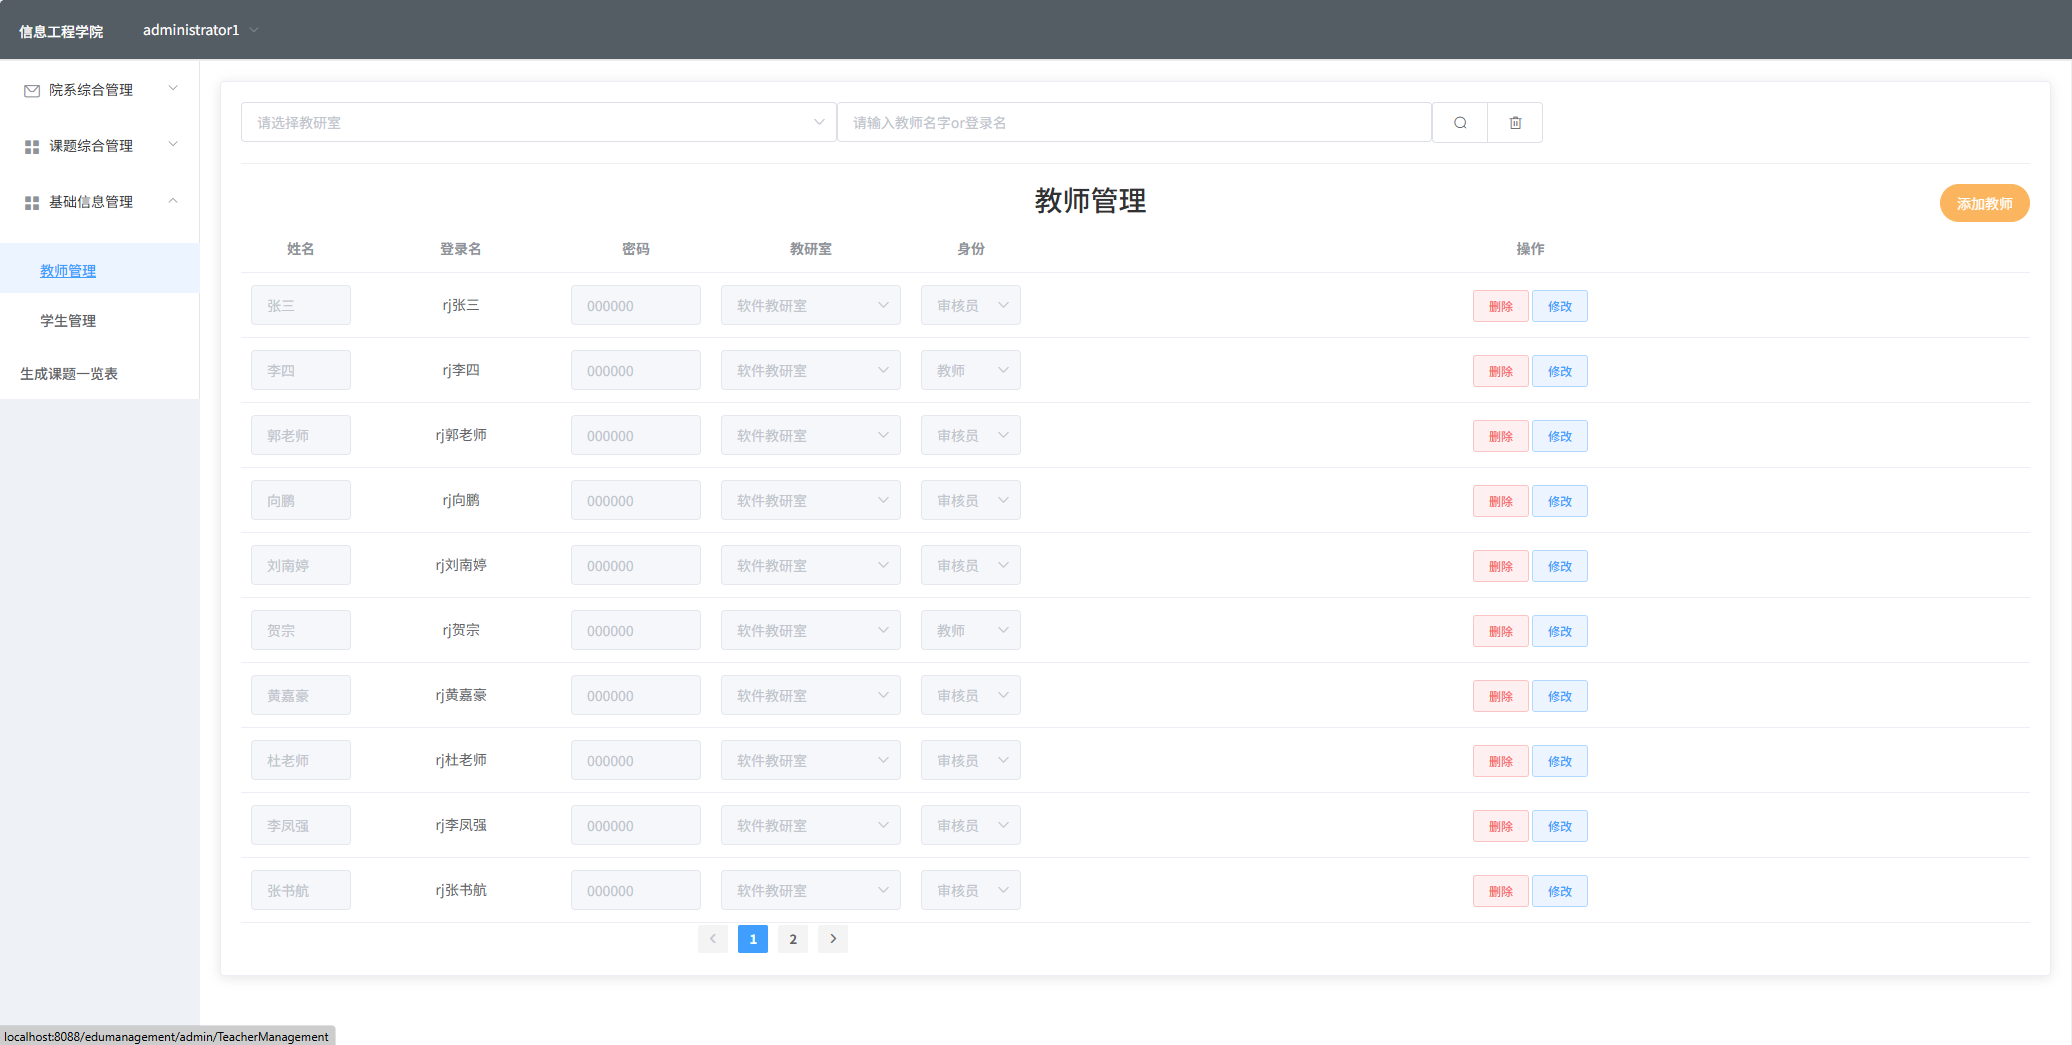 信息工程学院 administrator1
院系综合管理
课题综合管理
基础信息管理
教师管理
学生管理
生成课题一览表
请选择教研室 请输入教师名字or登录名
教师管理 添加教师
姓名 登录名 密码 教研室 身份 操作
张三 rj张三 000000 软件教研室 审核员 删除 修改
李四 rj李四 000000 软件教研室 教师 删除 修改
郭老师 rj郭老师 000000 软件教研室 审核员 删除 修改
向鹏 rj向鹏 000000 软件教研室 审核员 删除 修改
刘南婷 rj刘南婷 000000 软件教研室 审核员 删除 修改
贺宗 rj贺宗 000000 软件教研室 教师 删除 修改
黄嘉豪 rj黄嘉豪 000000 软件教研室 审核员 删除 修改
杜老师 rj杜老师 000000 软件教研室 审核员 删除 修改
李凤强 rj李凤强 000000 软件教研室 审核员 删除 修改
张书航 rj张书航 000000 软件教研室 审核员 删除 修改
1 2
localhost:8088/edumanagement/admin/TeacherManagement